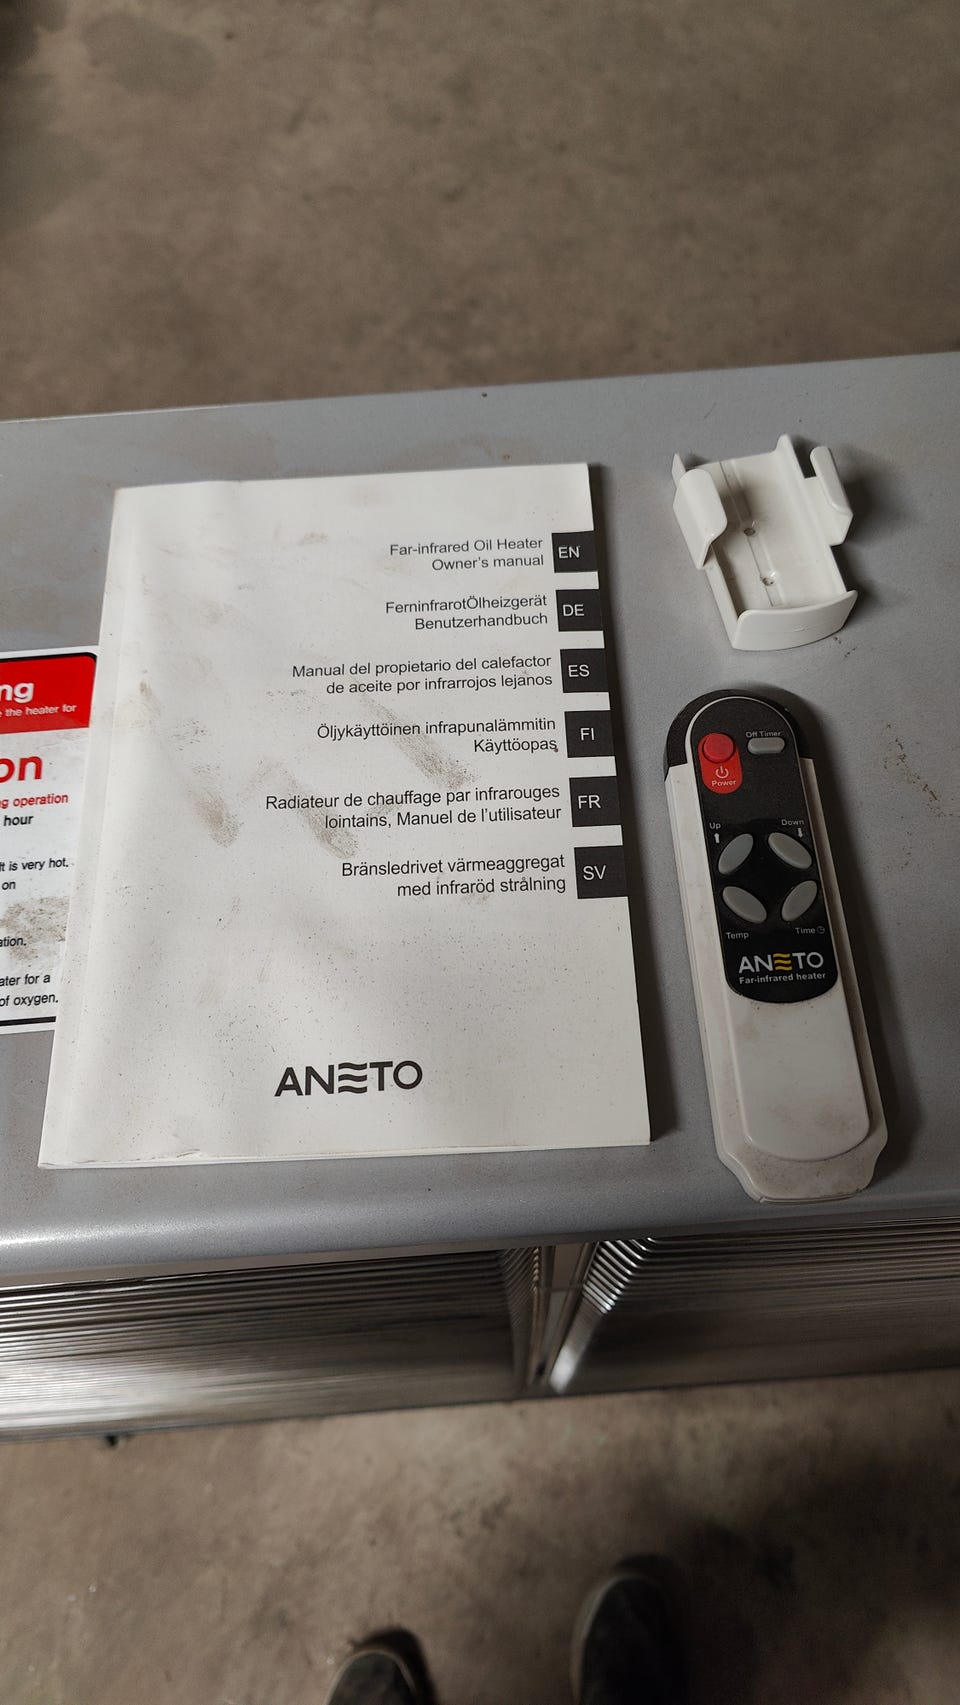 Far-infrared Oil Heater
Owner's manual
EN
FerninfrarotÖlheizgerät
Benutzerhandbuch
DE
Manual del propietario del calefactor
de aceite por infrarrojos lejanos
ES
Öljykäyttöinen infrapunalämmitin
Käyttöopas
FI
Radiateur de chauffage par infrarouges
lointains, Manuel de l'utilisateur
FR
Bränsledrivet värmeaggregat
med infraröd strålning
SV
ANETO
ng
the heater for
on
g operation
hour
t is very hot.
on
ation.
ater for a
of oxygen.
Off Timer
Power
Up
Down
Temp
Time
ANETO
Far-infrared heater